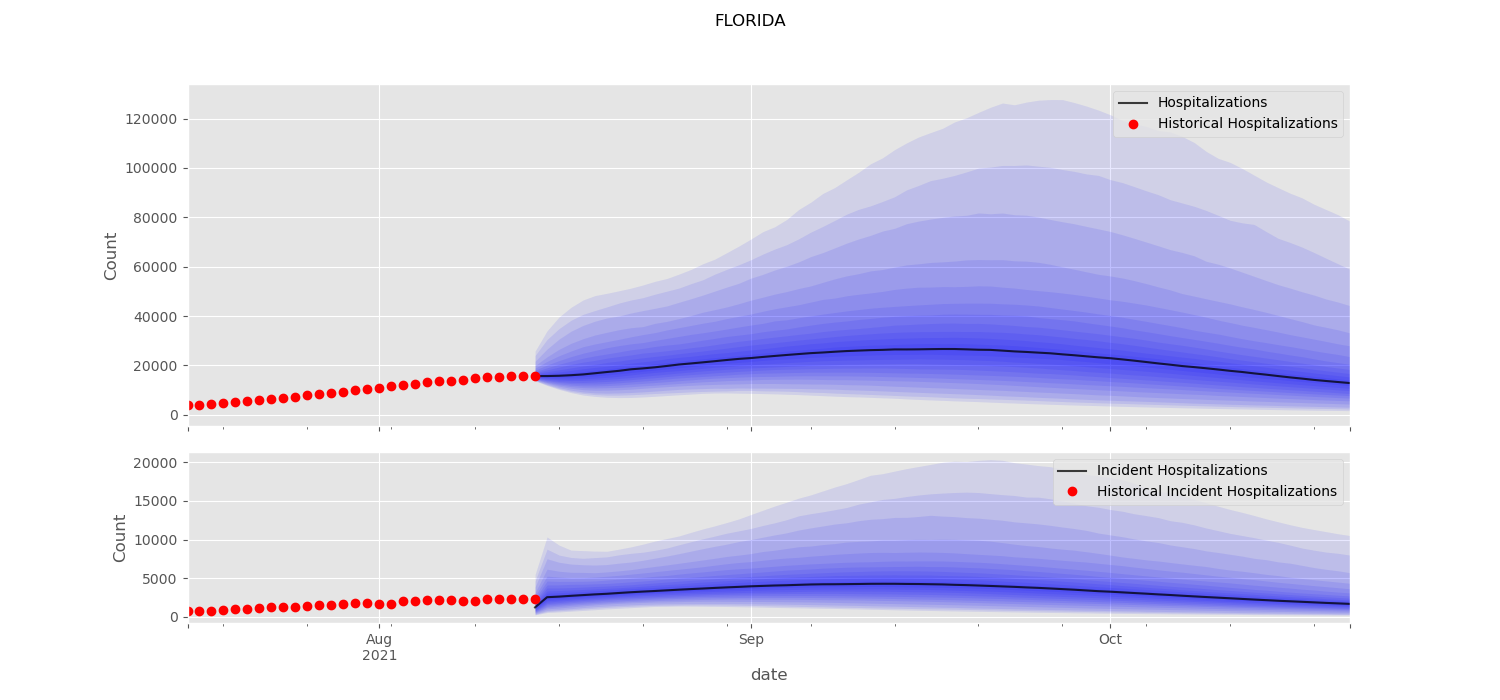 FLORIDA
Hospitalizations
Historical Hospitalizations
120000
100000
80000
60000
40000
20000
0
Count
Incident Hospitalizations
Historical Incident Hospitalizations
20000
15000
10000
5000
0
Count
Aug
2021
Sep
Oct
date